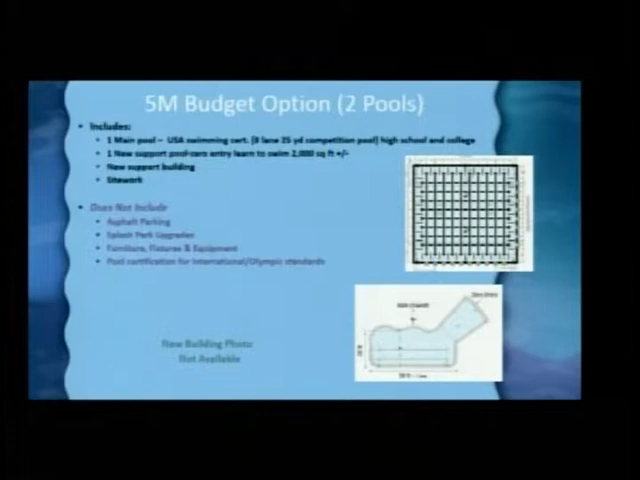 5M Budget Option (2 Pools)
• Includes:
• 1 Main pool – USA swimming cert. (8 lane 25 yd competition pool) high school and college
• 1 New support pool-zero entry learn to swim 2,000 sq ft +/-
• New support building
• Sitework
• Does Not Include
• Asphalt Parking
• Splash Park Upgrades
• Furniture, Fixtures & Equipment
• Pool certification for International/Olympic standards
New Building Photo
Not Available
Zero Entry